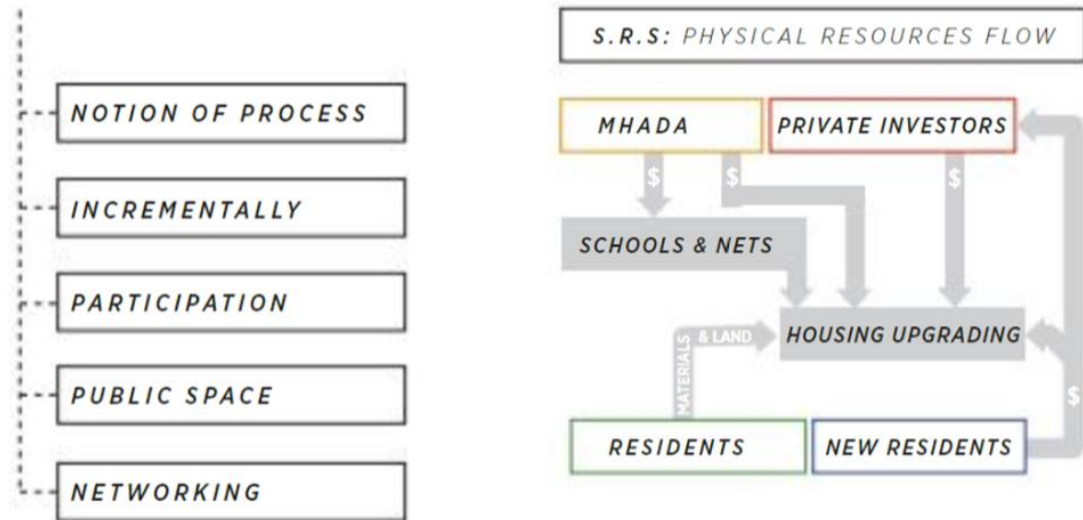 NOTION OF PROCESS
INCREMENTALLY
PARTICIPATION
PUBLIC SPACE
NETWORKING
S.R.S: PHYSICAL RESOURCES FLOW
MHADA
PRIVATE INVESTORS
$
$
$
SCHOOLS & NETS
HOUSING UPGRADING
MATERIALS
& LAND
$
RESIDENTS
NEW RESIDENTS